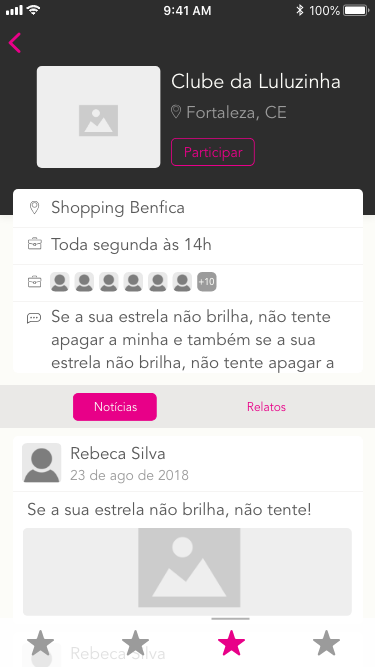 9:41 AM
100%
Clube da Luluzinha
Fortaleza, CE
Participar
Shopping Benfica
Toda segunda às 14h
+10
Se a sua estrela não brilha, não tente
apagar a minha e também se a sua
estrela não brilha, não tente apagar a
Notícias
Relatos
Rebeca Silva
23 de ago de 2018
Se a sua estrela não brilha, não tente!
Rebeca Silva